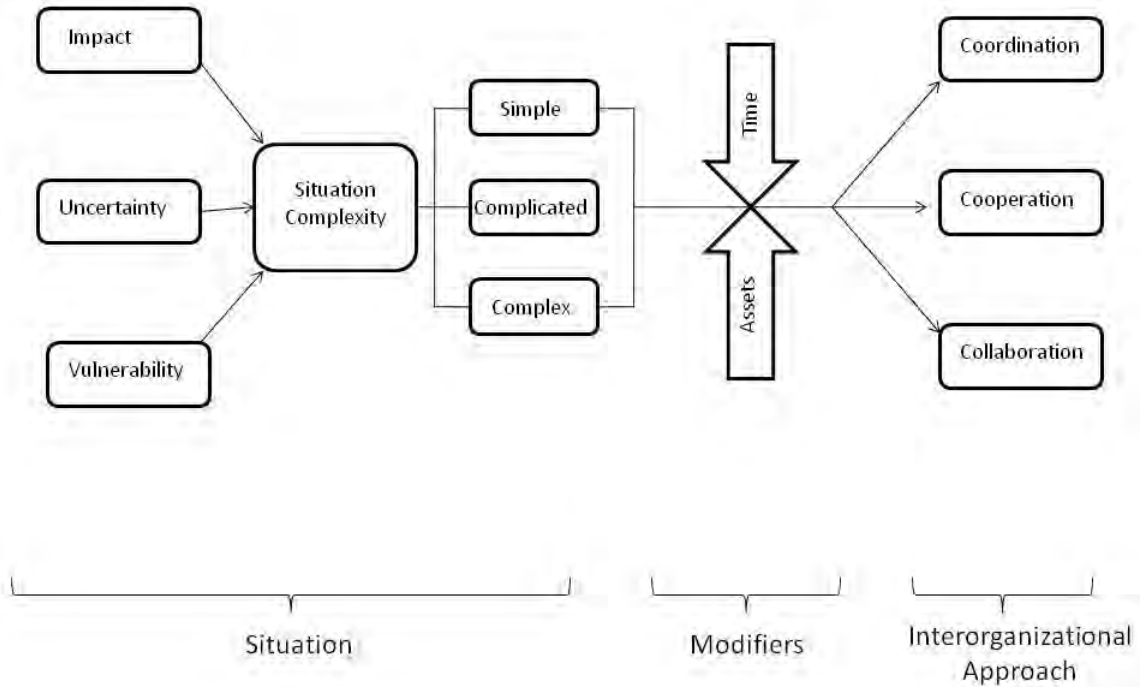 Impact
Uncertainty
Vulnerability
Situation
Complexity
Simple
Complicated
Complex
Time
Assets
Coordination
Cooperation
Collaboration
Situation
Modifiers
Interorganizational
Approach